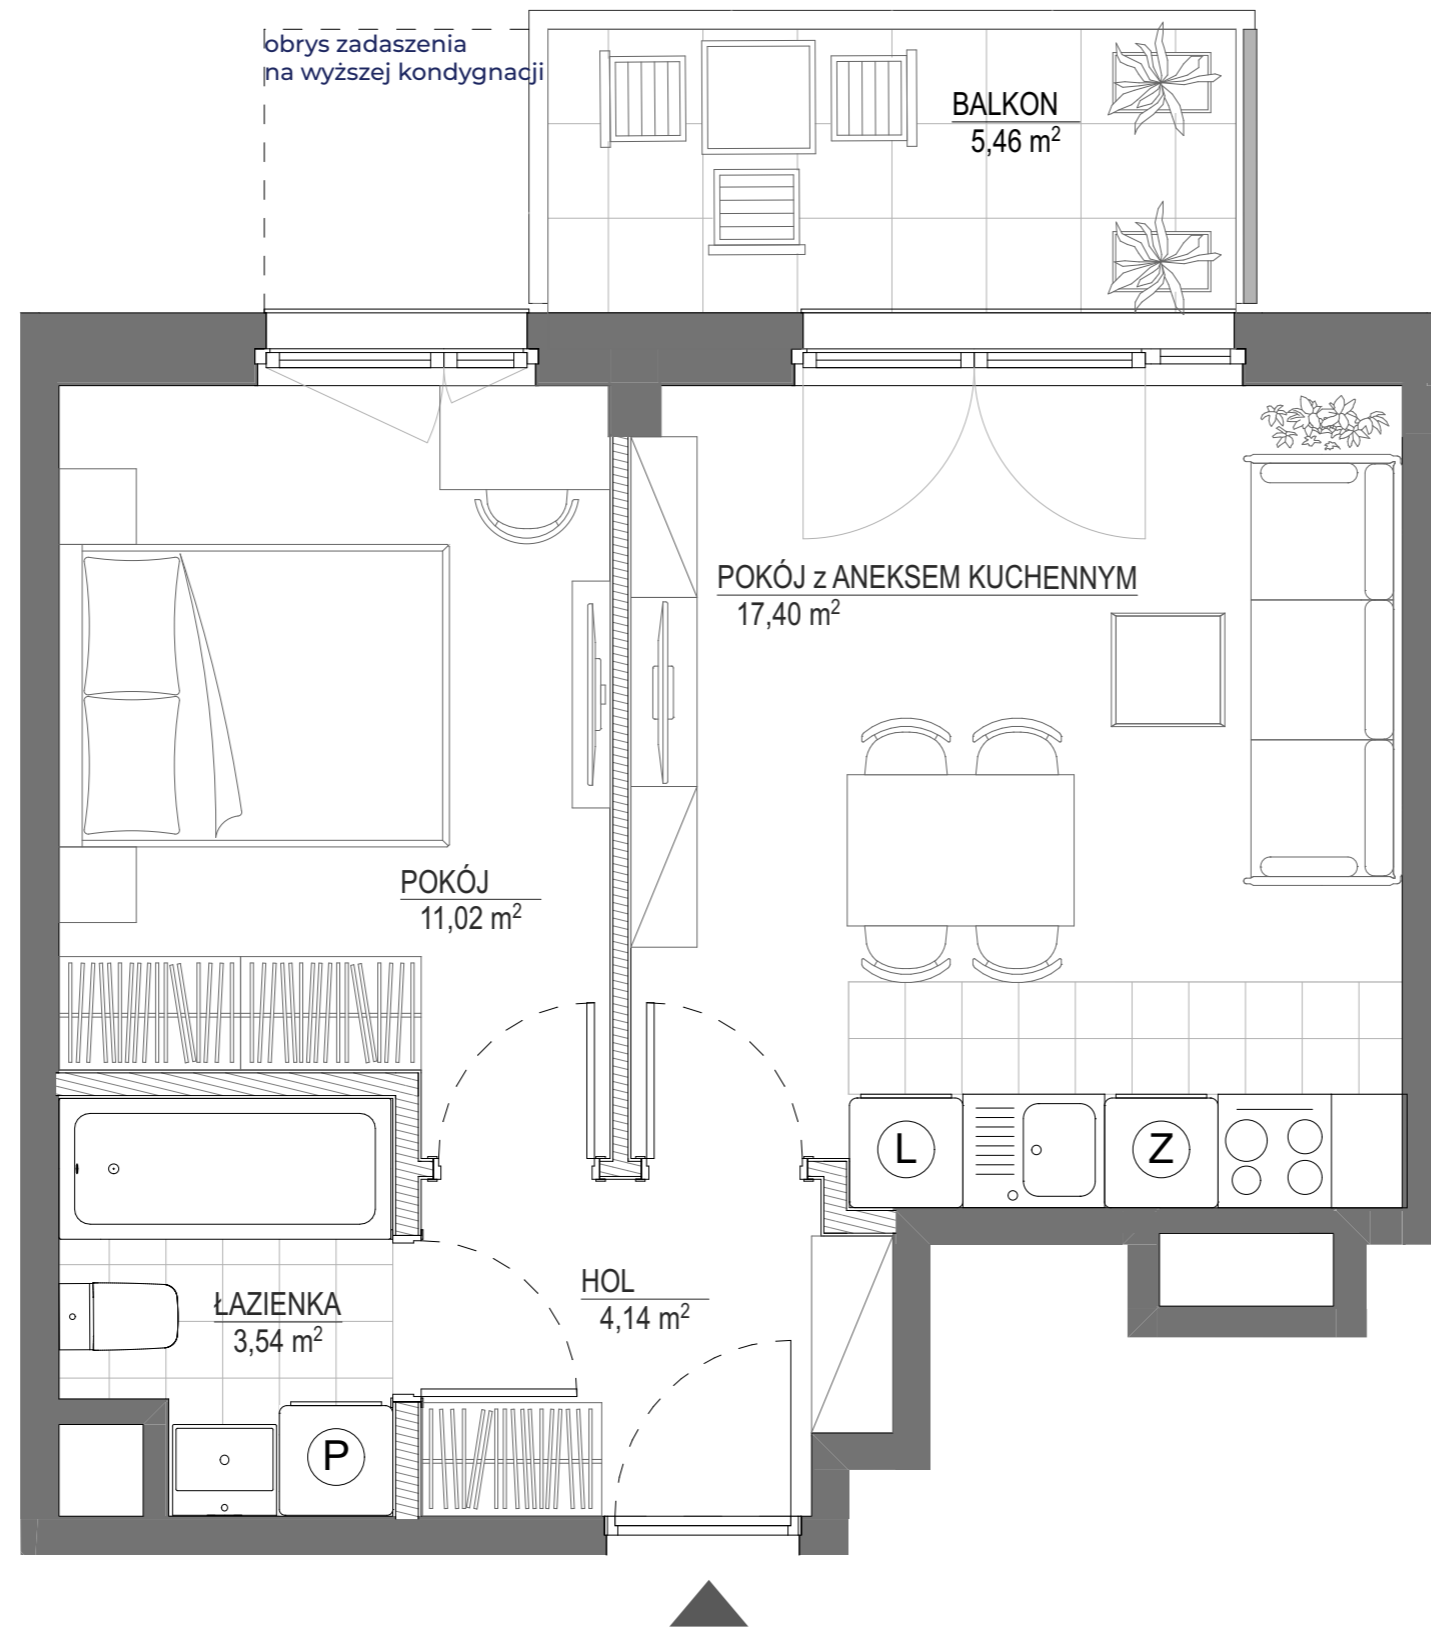 obrys zadaszenia
na wyższej kondygnacji
BALKON
5,46 m²
POKÓJ z ANEKSEM KUCHENNYM
17,40 m²
POKÓJ
11,02 m²
L
Z
HOL
4,14 m²
ŁAZIENKA
3,54 m²
P